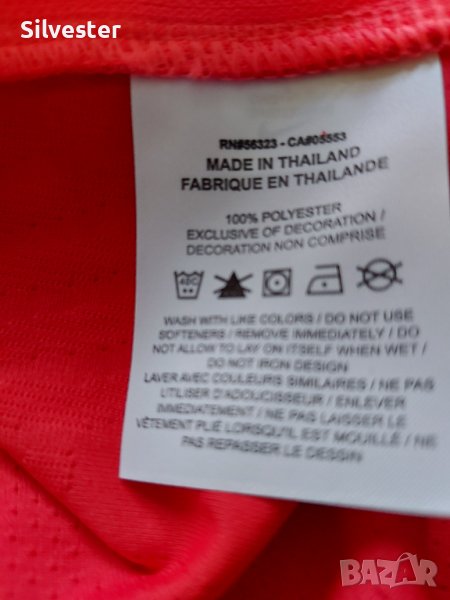 Silvester
RN#56323 - CA#05553
MADE IN THAILAND
FABRIQUE EN THAILANDE
100% POLYESTER
EXCLUSIVE OF DECORATION /
DECORATION NON COMPRISE
40C
WASH WITH LIKE COLORS / DO NOT USE
SOFTENERS / REMOVE IMMEDIATELY / DO
NOT ALLOW TO LAY ON ITSELF WHEN WET /
DO NOT IRON DESIGN
LAVER AVEC COULEURS SIMILAIRES / NE PAS
UTILISER D'ADOUCISSEUR / ENLEVER
IMMEDIATEMENT / NE PAS LAISSER LE
VÊTEMENT PLIÉ LORSQU'IL EST MOUILLÉ / NE
PAS REPASSER LE DESSIN
BAZAR.BG